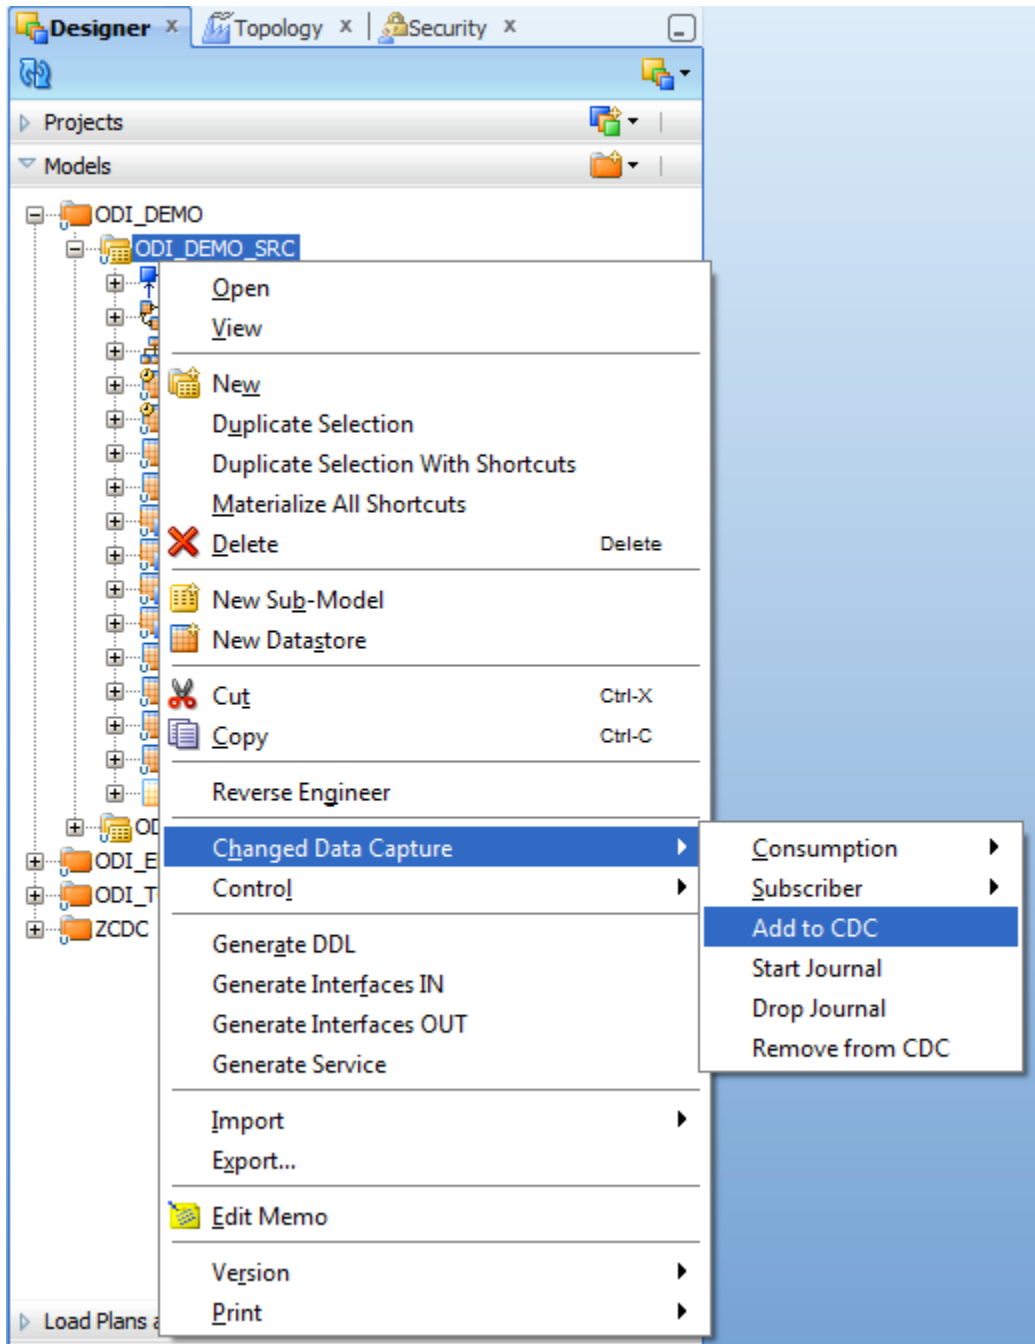 Designer x Topology x Security x
Projects
Models
ODI_DEMO
ODI_DEMO_SRC
Open
View
New
Duplicate Selection
Duplicate Selection With Shortcuts
Materialize All Shortcuts
Delete Delete
New Sub-Model
New Datastore
Cut Ctrl-X
Copy Ctrl-C
Reverse Engineer
Changed Data Capture Consumption
Control Subscriber
ZCDC Add to CDC
Generate DDL Start Journal
Generate Interfaces IN Drop Journal
Generate Interfaces OUT Remove from CDC
Generate Service
Import
Export...
Edit Memo
Version
Load Plans Print